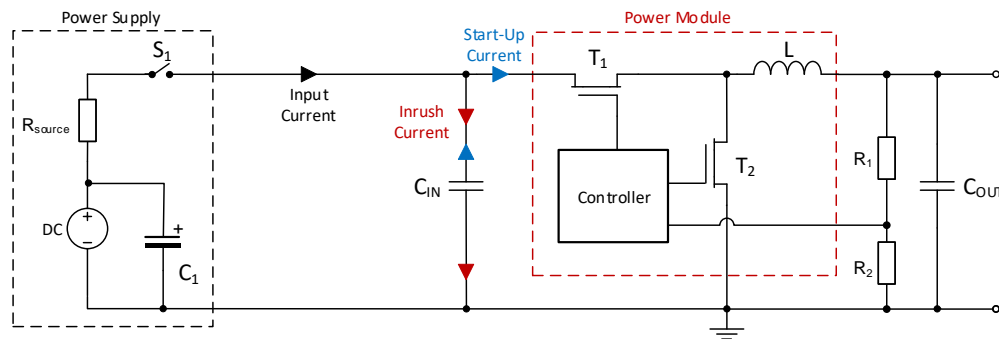 Power Supply
S1
Rsource
DC
C1
Input
Current
Start-Up
Current
Inrush
Current
CIN
Power Module
T1
L
T2
Controller
R1
R2
COUT